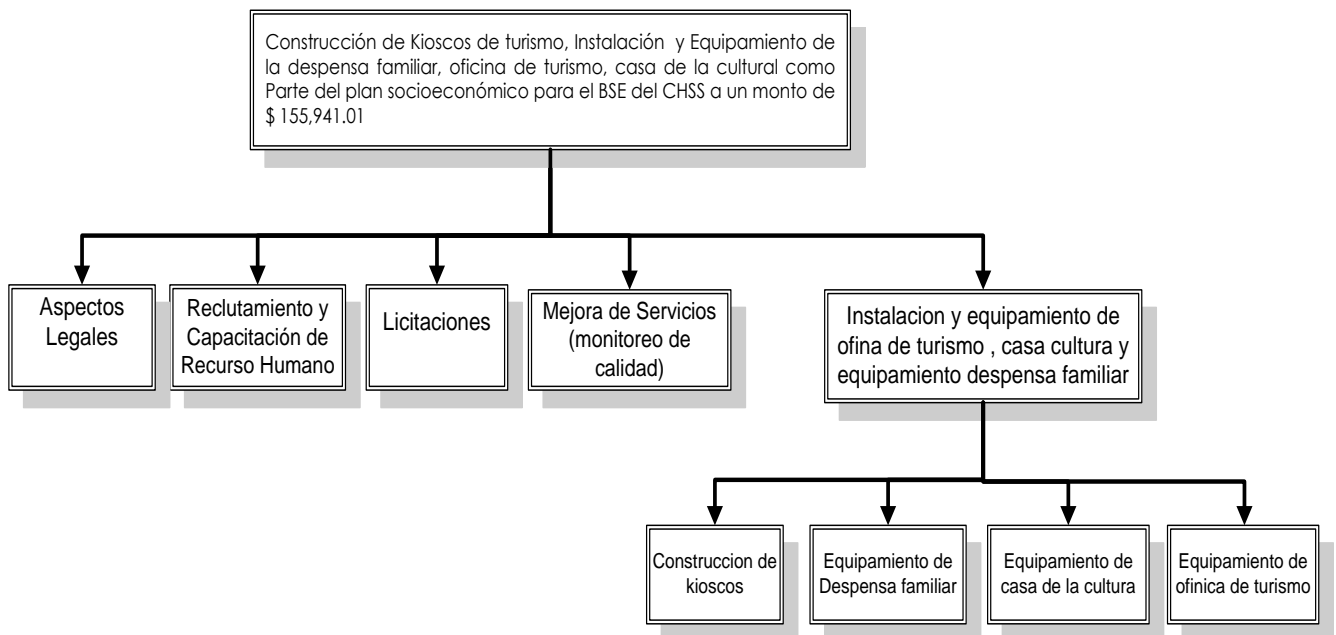 Construcción de Kioscos de turismo, Instalación y Equipamiento de
la despensa familiar, oficina de turismo, casa de la cultural como
Parte del plan socioeconómico para el BSE del CHSS a un monto de
$ 155,941.01
Aspectos
Legales
Reclutamiento y
Capacitación de
Recurso Humano
Licitaciones
Mejora de Servicios
(monitoreo de
calidad)
Instalacion y equipamiento de
ofina de turismo , casa cultura y
equipamiento despensa familiar
Construccion de
kioscos
Equipamiento de
Despensa familiar
Equipamiento de
casa de la cultura
Equipamiento de
ofinica de turismo